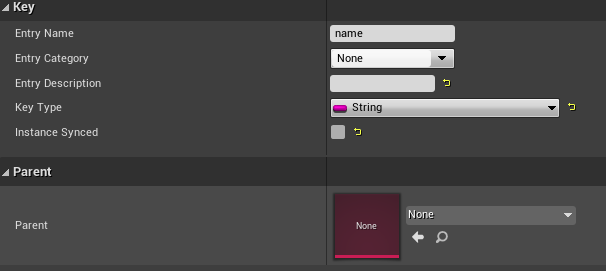 Key
Entry Name name
Entry Category None
Entry Description
Key Type String
Instance Synced
Parent
Parent None None